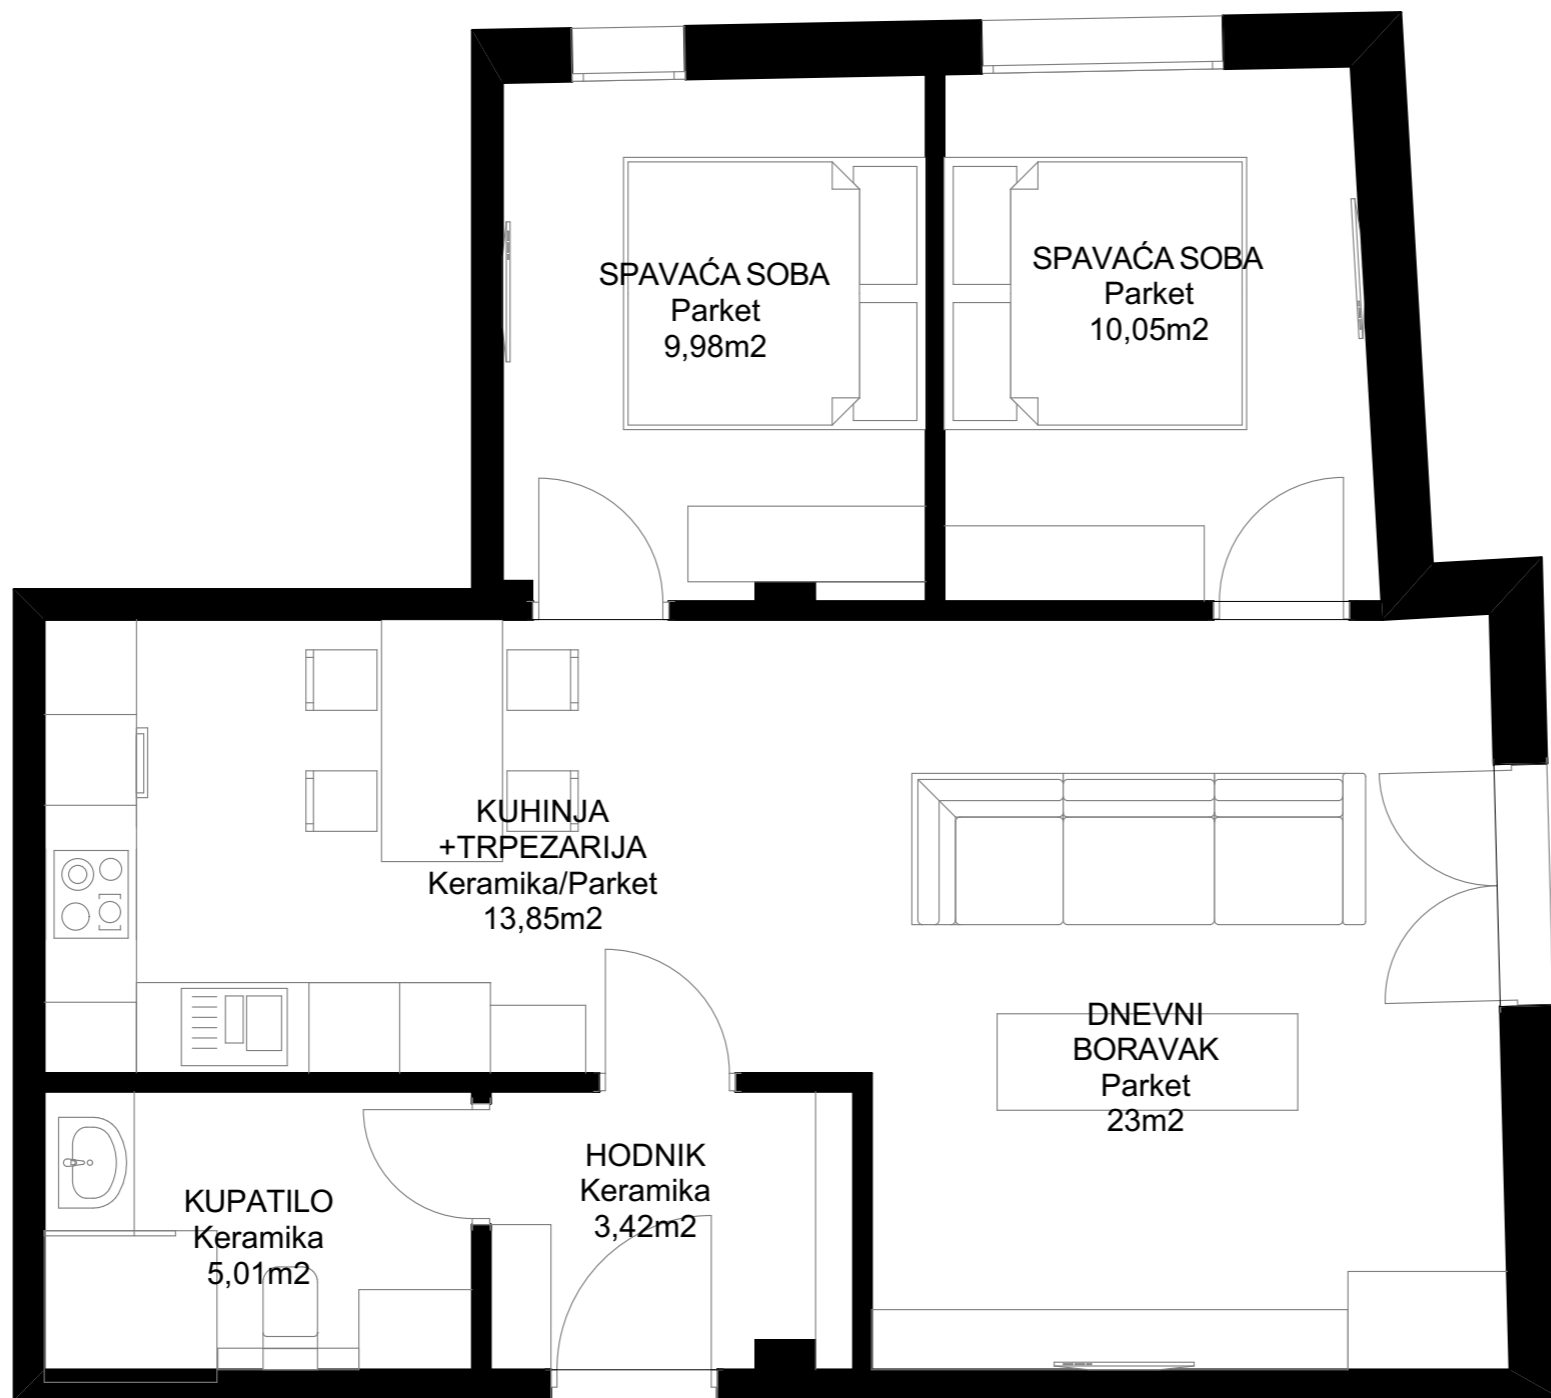 SPAVAĆA SOBA
Parket
9,98m2
SPAVAĆA SOBA
Parket
10,05m2
KUHINJA
+TRPEZARIJA
Keramika/Parket
13,85m2
DNEVNI
BORAVAK
Parket
23m2
HODNIK
Keramika
3,42m2
KUPATILO
Keramika
5,01m2